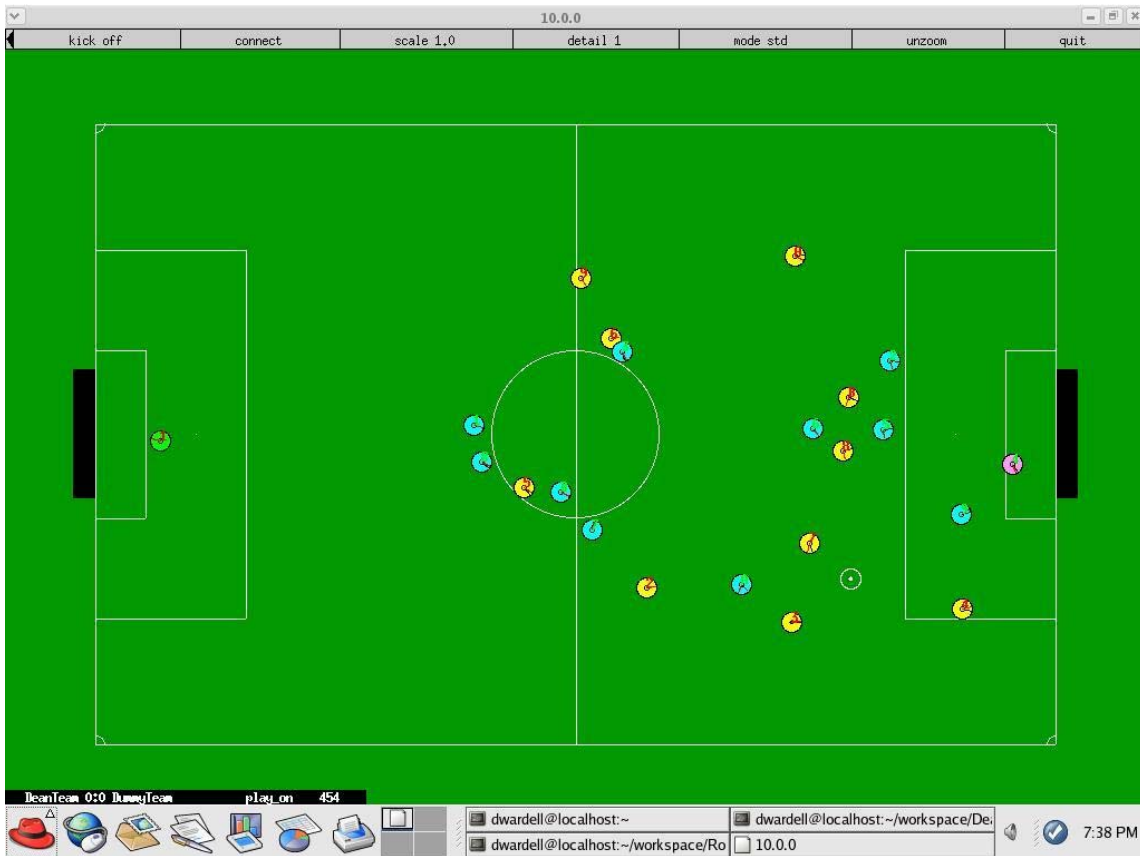 10.0.0
kick off connect scale 1.0 detail 1 mode std unzoom quit
DeanTeam 0:0 DummyTeam play_on 454
dwardell@localhost:~ dwardell@localhost:~/workspace/Dea
dwardell@localhost:~/workspace/Ro 10.0.0
7:38 PM